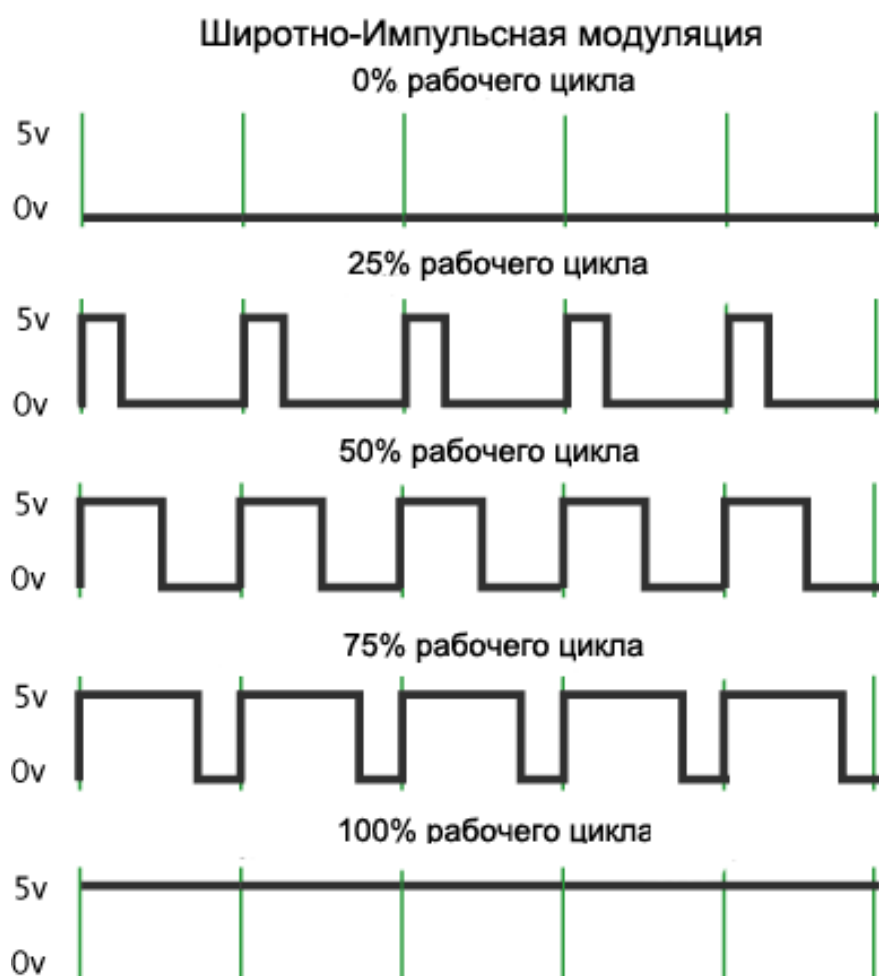 Широтно-Импульсная модуляция
0% рабочего цикла
5v
0v
25% рабочего цикла
5v
0v
50% рабочего цикла
5v
0v
75% рабочего цикла
5v
0v
100% рабочего цикла
5v
0v